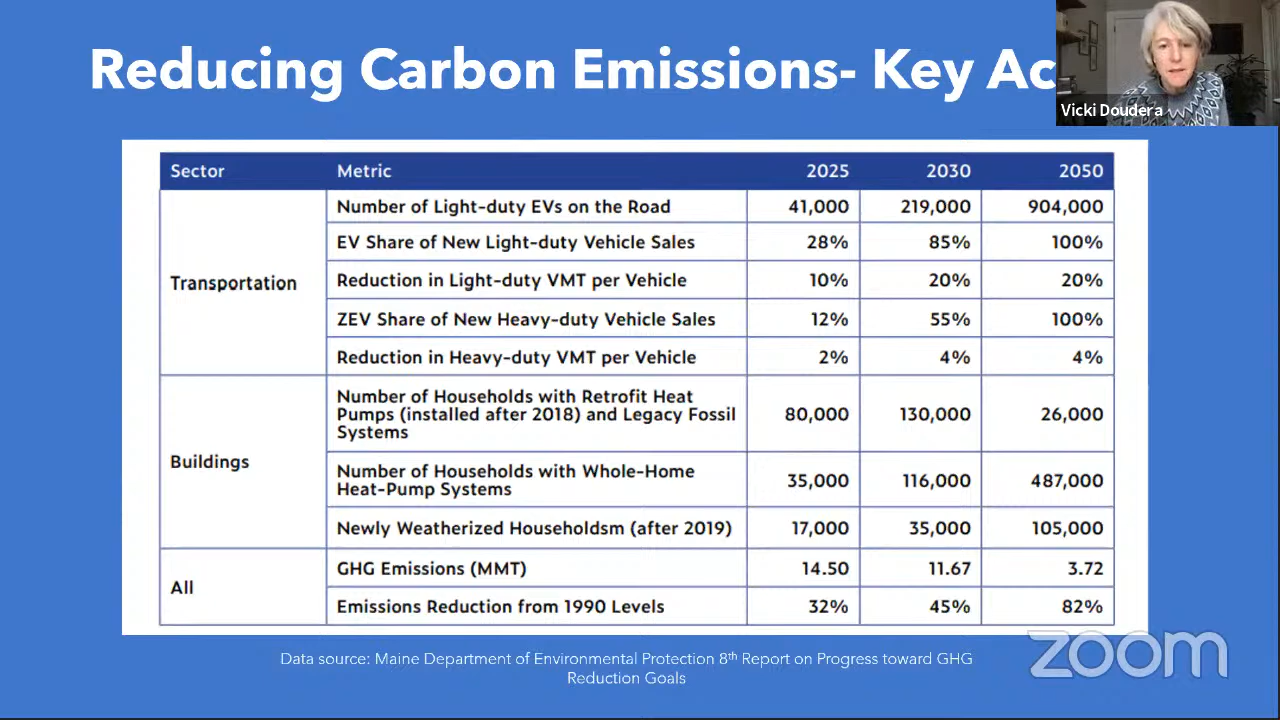 Reducing Carbon Emissions- Key Ac
Vicki Doudera
Sector Metric 2025 2030 2050
Transportation
Number of Light-duty EVs on the Road 41,000 219,000 904,000
EV Share of New Light-duty Vehicle Sales 28% 85% 100%
Reduction in Light-duty VMT per Vehicle 10% 20% 20%
ZEV Share of New Heavy-duty Vehicle Sales 12% 55% 100%
Reduction in Heavy-duty VMT per Vehicle 2% 4% 4%
Buildings
Number of Households with Retrofit Heat
Pumps (installed after 2018) and Legacy Fossil
Systems
80,000 130,000 26,000
Number of Households with Whole-Home
Heat-Pump Systems
35,000 116,000 487,000
Newly Weatherized Householdsm (after 2019) 17,000 35,000 105,000
All
GHG Emissions (MMT) 14.50 11.67 3.72
Emissions Reduction from 1990 Levels 32% 45% 82%
Data source: Maine Department of Environmental Protection 8th Report on Progress toward GHG
Reduction Goals
zoom